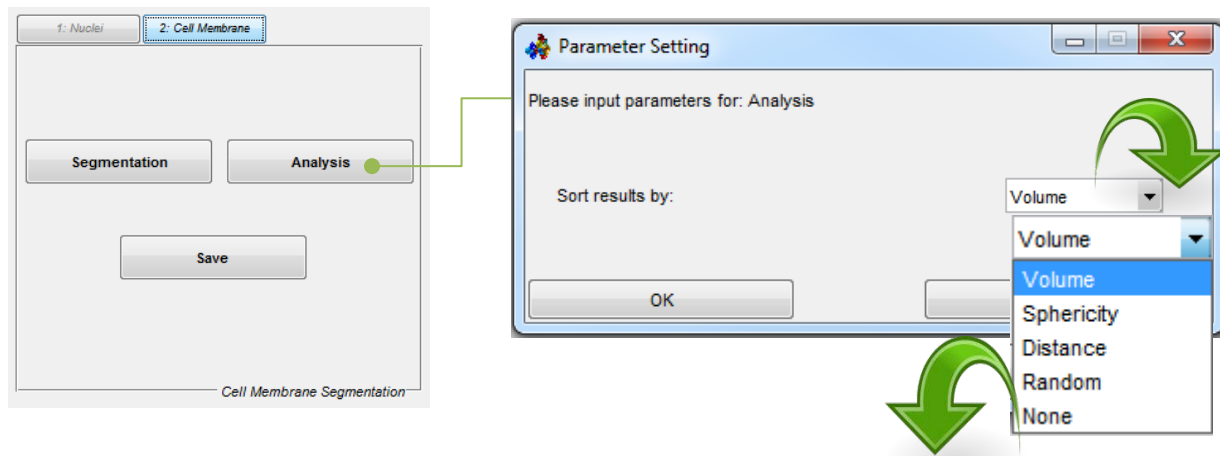 1: Nuclei
2: Cell Membrane
Segmentation
Analysis
Save
Cell Membrane Segmentation
Parameter Setting
Please input parameters for: Analysis
Sort results by:
Volume
Volume
Volume
Sphericity
Distance
Random
None
OK